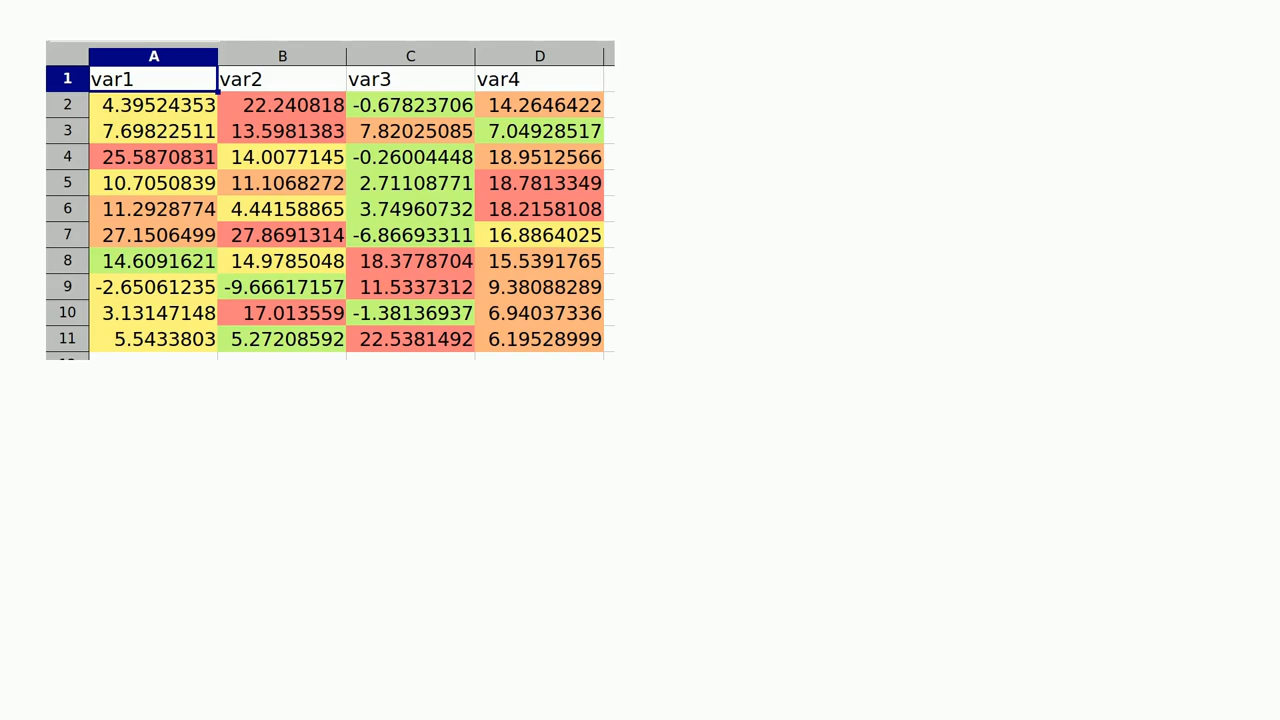 A B C D
1 var1 var2 var3 var4
2 4.39524353 22.240818 -0.67823706 14.2646422
3 7.69822511 13.5981383 7.82025085 7.04928517
4 25.5870831 14.0077145 -0.26004448 18.9512566
5 10.7050839 11.1068272 2.71108771 18.7813349
6 11.2928774 4.44158865 3.74960732 18.2158108
7 27.1506499 27.8691314 -6.86693311 16.8864025
8 14.6091621 14.9785048 18.3778704 15.5391765
9 -2.65061235 -9.66617157 11.5337312 9.38088289
10 3.13147148 17.013559 -1.38136937 6.94037336
11 5.5433803 5.27208592 22.5381492 6.19528999